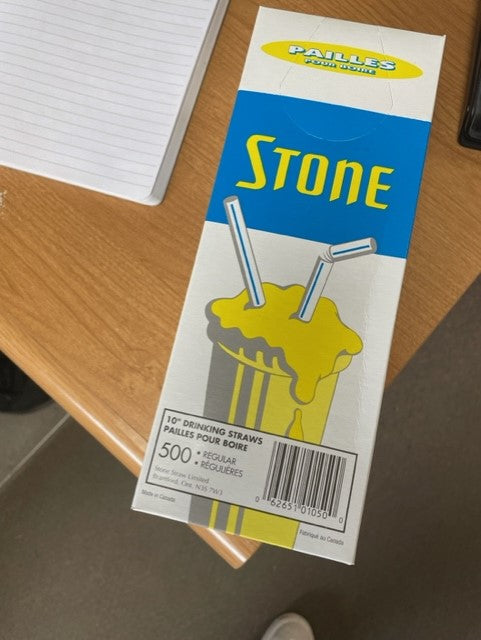 PAILLES
POUR BOIRE
STONE
10" DRINKING STRAWS
PAILLES POUR BOIRE
500 • REGULAR
• RÉGULIÈRES
Stone Straw Limited
Brantford, Ont. N3S 7W3
0 62651 01050 0
Made in Canada
Fabriqué au Canada